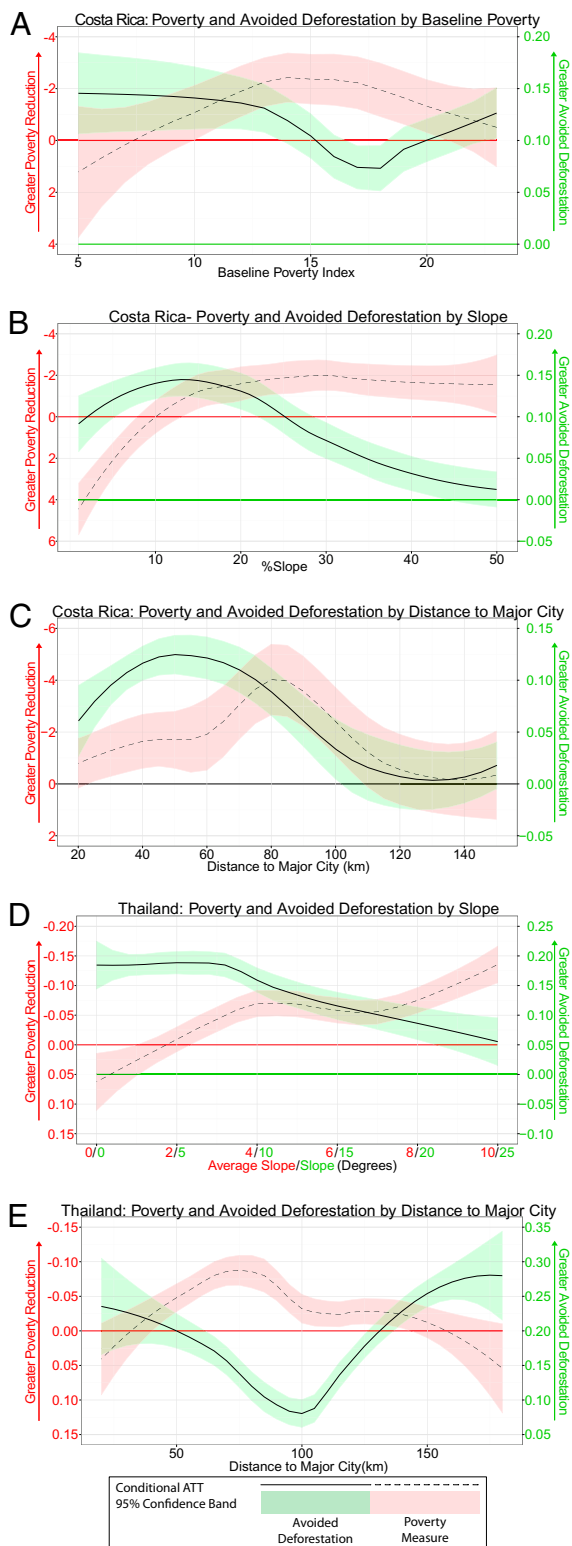 A
Costa Rica: Poverty and Avoided Deforestation by Baseline Poverty
Greater Poverty Reduction
-4
-2
0
2
4
0.20
0.15
0.10
0.05
0.00
Greater Avoided Deforestation
5
10
15
20
Baseline Poverty Index
B
Costa Rica- Poverty and Avoided Deforestation by Slope
Greater Poverty Reduction
-4
-2
0
2
4
6
0.20
0.15
0.10
0.05
0.00
-0.05
Greater Avoided Deforestation
10
20
30
40
50
%Slope
C
Costa Rica: Poverty and Avoided Deforestation by Distance to Major City
Greater Poverty Reduction
-6
-4
-2
0
2
0.15
0.10
0.05
0.00
-0.05
Greater Avoided Deforestation
20
40
60
80
100
120
140
Distance to Major City (km)
D
Thailand: Poverty and Avoided Deforestation by Slope
Greater Poverty Reduction
-0.20
-0.15
-0.10
-0.05
0.00
0.05
0.10
0.15
0.25
0.20
0.15
0.10
0.05
0.00
-0.05
-0.10
Greater Avoided Deforestation
0/0
2/5
4/10
6/15
8/20
10/25
Average Slope/Slope (Degrees)
E
Thailand: Poverty and Avoided Deforestation by Distance to Major City
Greater Poverty Reduction
-0.15
-0.10
-0.05
0.00
0.05
0.10
0.15
0.35
0.30
0.25
0.20
0.15
0.10
0.05
Greater Avoided Deforestation
50
100
150
Distance to Major City(km)
Conditional ATT
95% Confidence Band
Avoided
Deforestation
Poverty
Measure